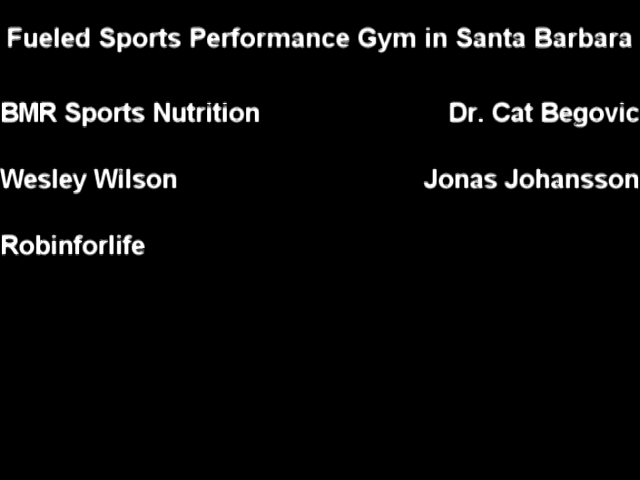 Fueled Sports Performance Gym in Santa Barbara
BMR Sports Nutrition
Dr. Cat Begovic
Wesley Wilson
Jonas Johansson
Robinforlife